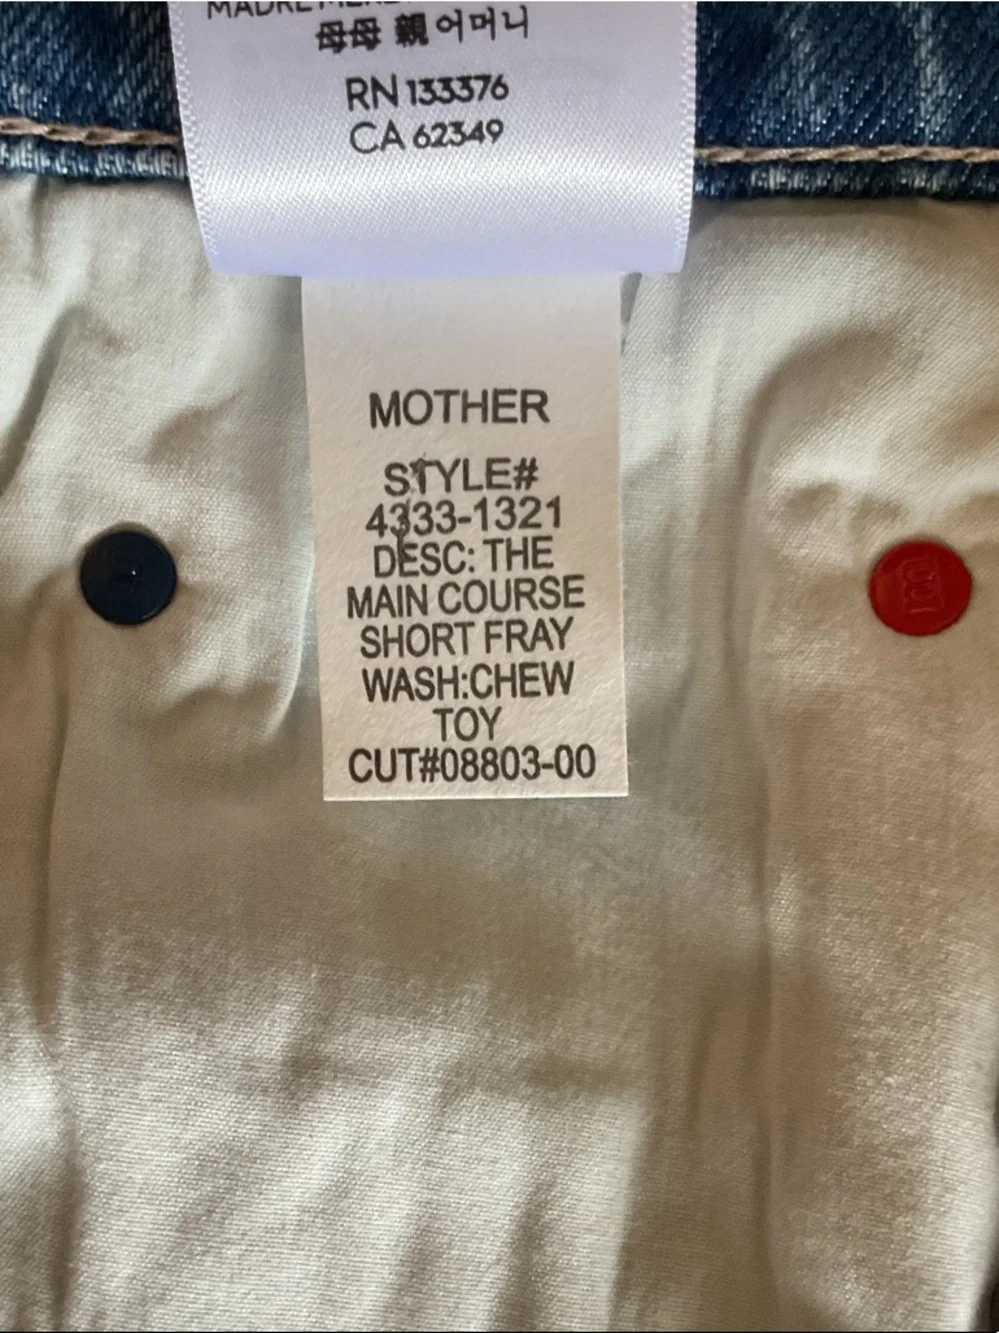 母母 親 어머니
RN 133376
CA 62349
MOTHER
STYLE#
4333-1321
DESC: THE
MAIN COURSE
SHORT FRAY
WASH:CHEW
TOY
CUT#08803-00